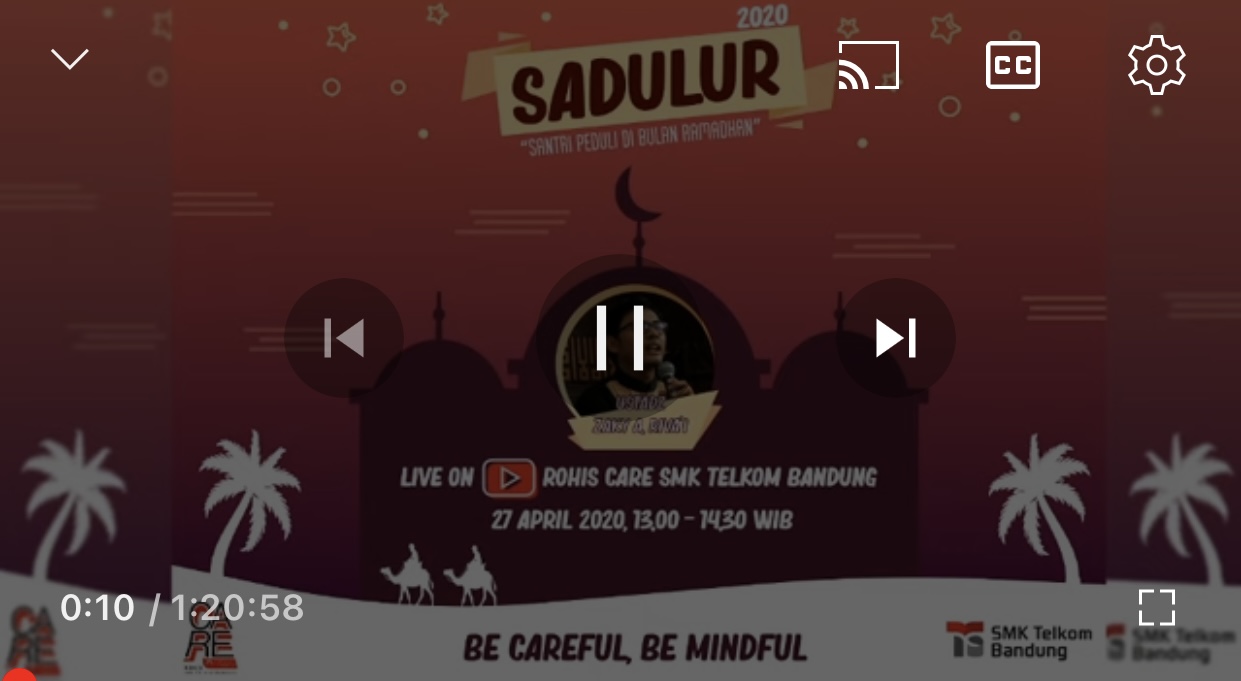 2020
SADULUR
"SANTRI PEDULI DI BULAN RAMADHAN"
CC
USTADZ
ZAKY A. RIVA'I
LIVE ON ROHIS CARE SMK TELKOM BANDUNG
27 APRIL 2020, 13.00 - 14.30 WIB
0:10 / 1:20:58
CARE
BE CAREFUL, BE MINDFUL
SMK Telkom
Bandung
SMK Telkom
Bandung